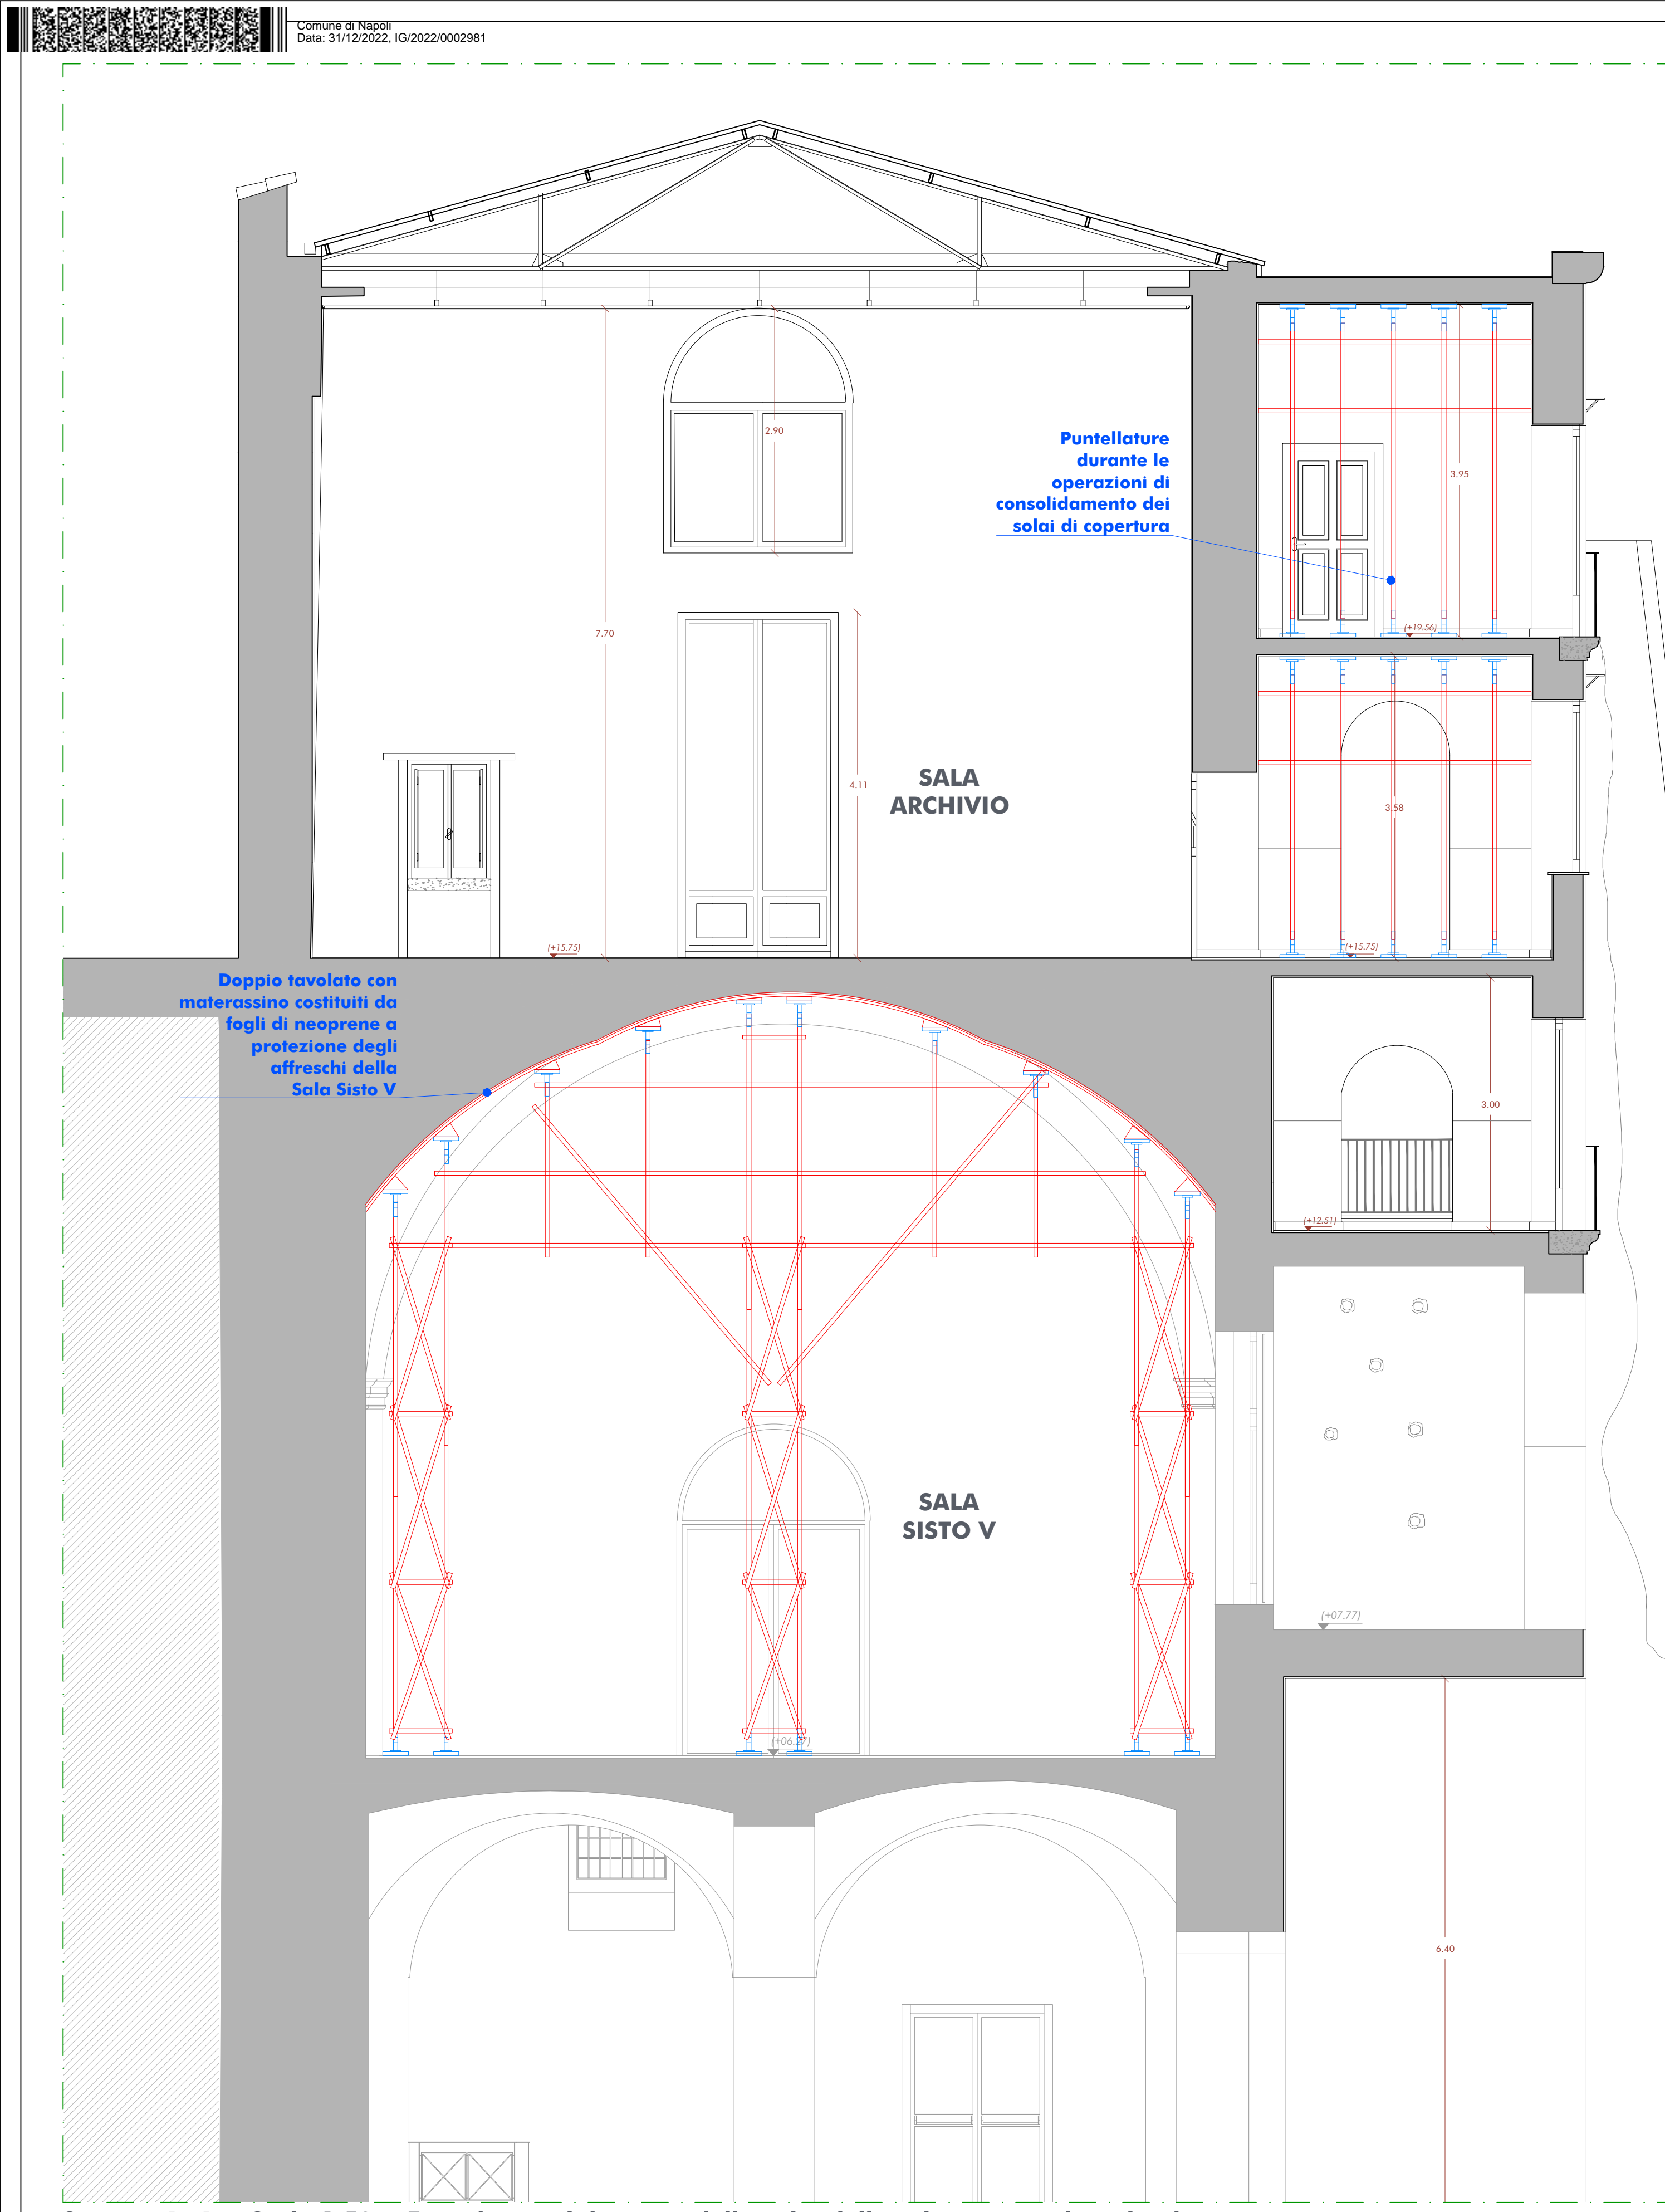 Comune di Napoli
Data: 31/12/2022, IG/2022/0002981
2.90
Puntellature
durante le
operazioni di
consolidamento dei
solai di copertura
3.95
7.70
(+19.56)
4.11
SALA
ARCHIVIO
3.58
(+15.75)
(+15.75)
Doppio tavolato con
materassino costituiti da
fogli di neoprene a
protezione degli
affreschi della
Sala Sisto V
3.00
(+12.51)
SALA
SISTO V
(+07.77)
6.40